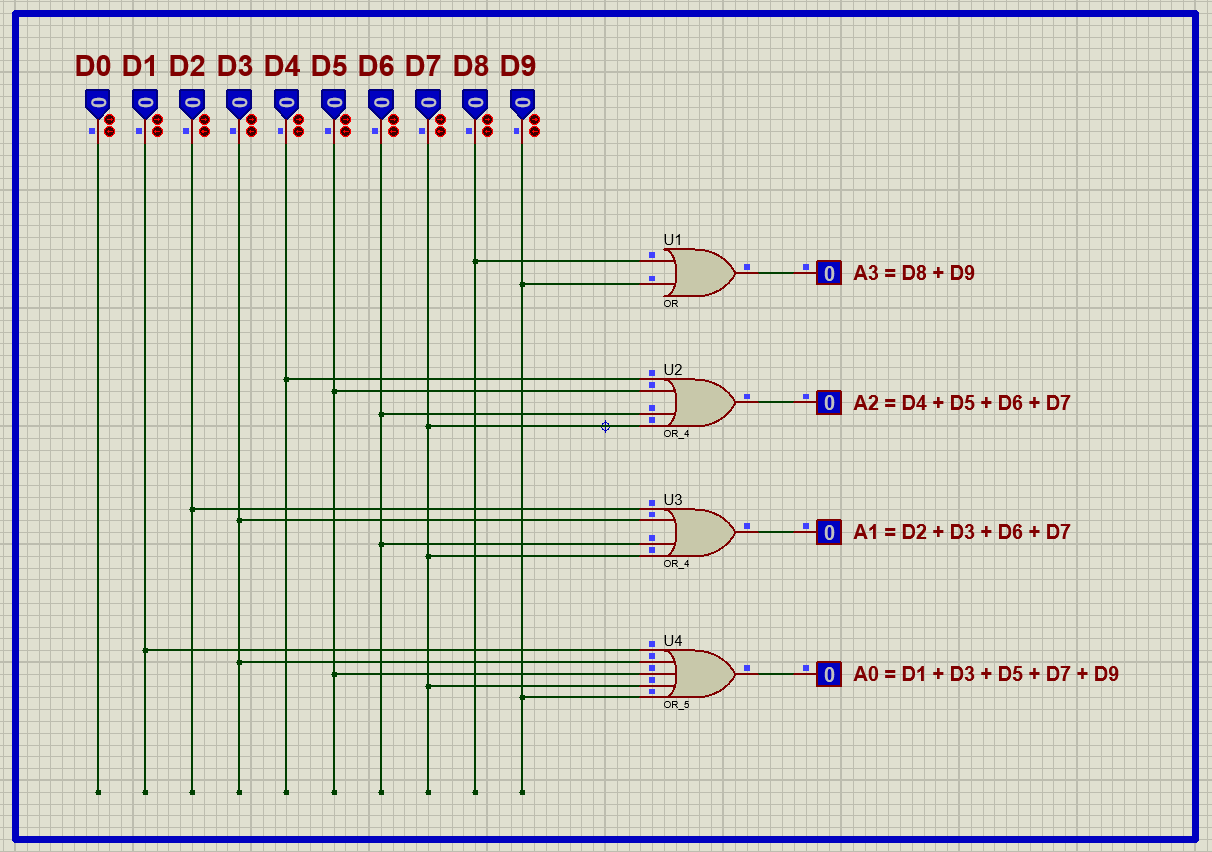 D0 D1 D2 D3 D4 D5 D6 D7 D8 D9
0 0 0 0 0 0 0 0 0 0
U1
0 A3 = D8 + D9
OR
U2
0 A2 = D4 + D5 + D6 + D7
OR_4
U3
0 A1 = D2 + D3 + D6 + D7
OR_4
U4
0 A0 = D1 + D3 + D5 + D7 + D9
OR_5